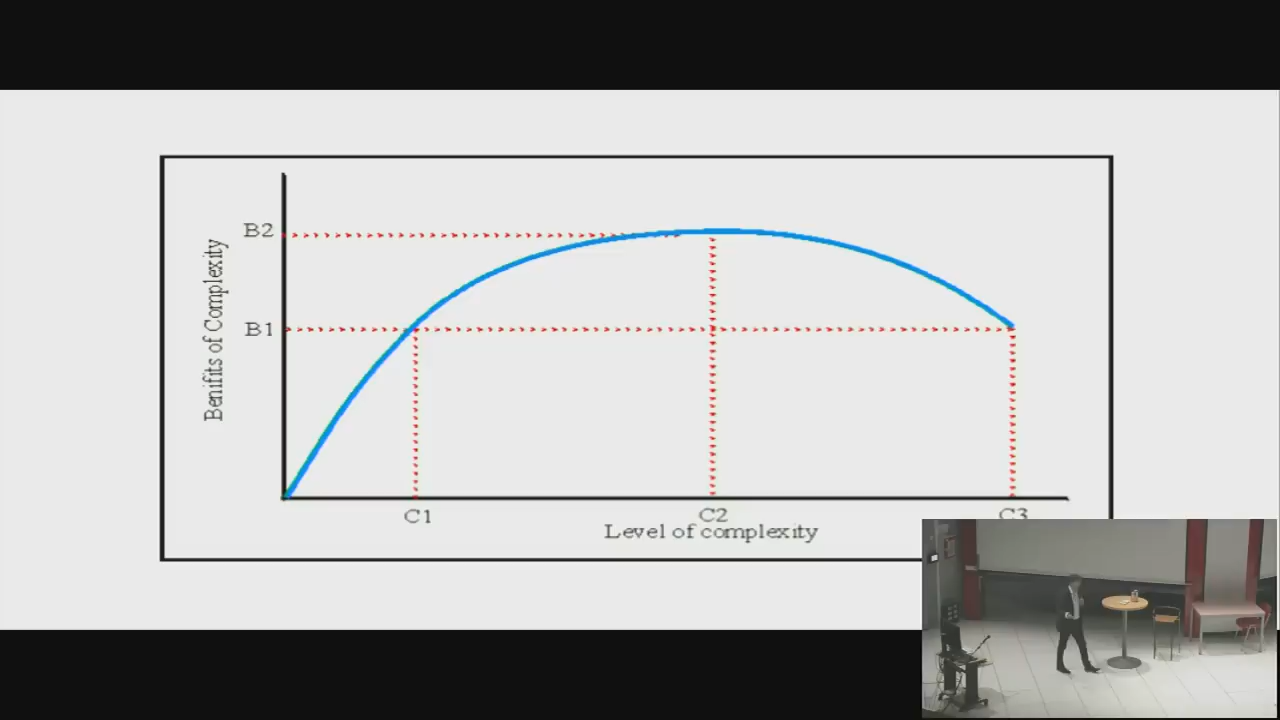 B2
Benifits of Complexity
B1
C1
C2
C3
Level of complexity